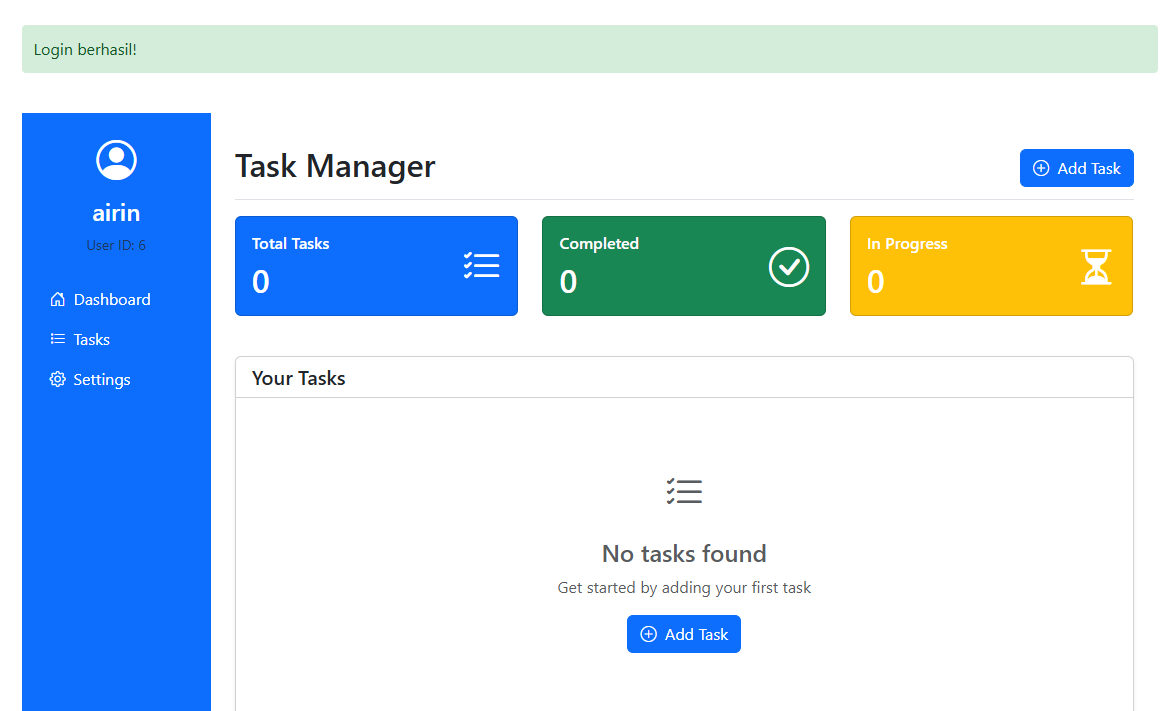 Login berhasil!
airin
User ID: 6
Dashboard
Tasks
Settings
Task Manager
Add Task
Total Tasks
0
Completed
0
In Progress
0
Your Tasks
No tasks found
Get started by adding your first task
Add Task